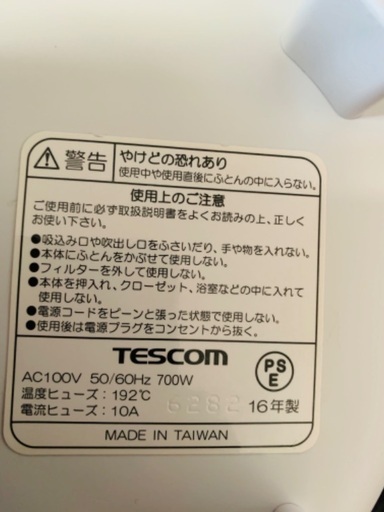 警告
やけどの恐れあり
使用中や使用直後にふとんの中に入らない。
使用上のご注意
ご使用前に必ず取扱説明書をよくお読みの上、正しく
お使い下さい。
●吸込み口や吹出し口をふさいだり、手や物を入れない。
●本体にふとんをかぶせて使用しない。
●フィルターを外して使用しない。
●本体を押入れ、クローゼット、浴室などの中に入れて
使用しない。
●電源コードをピーンと張った状態で使用しない。
●使用後は電源プラグをコンセントから抜く。
TESCOM
PS
E
AC100V 50/60Hz 700W
温度ヒューズ：192℃
電流ヒューズ：10A
6282
16年製
MADE IN TAIWAN